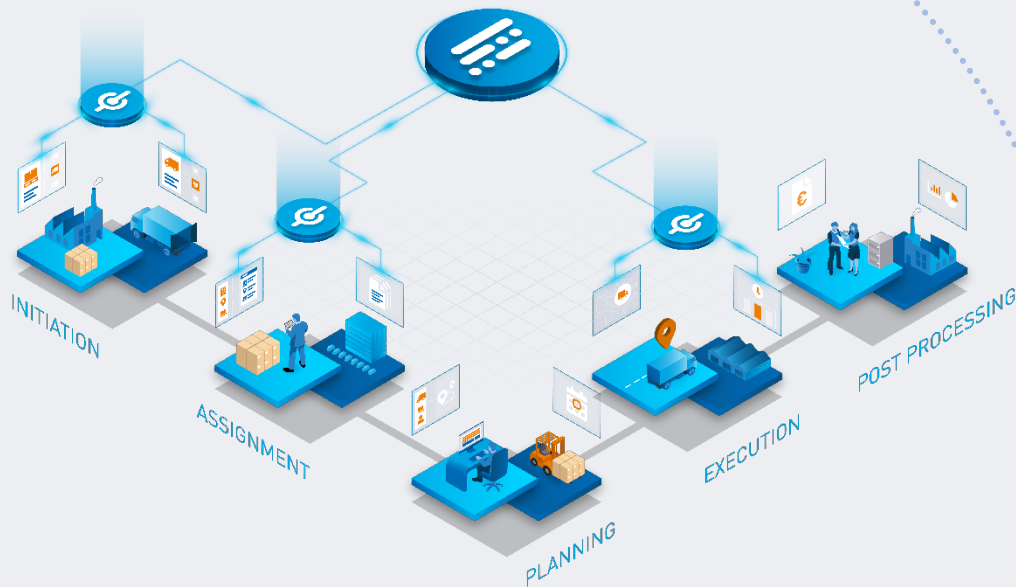 INITIATION
ASSIGNMENT
PLANNING
EXECUTION
POST PROCESSING
€